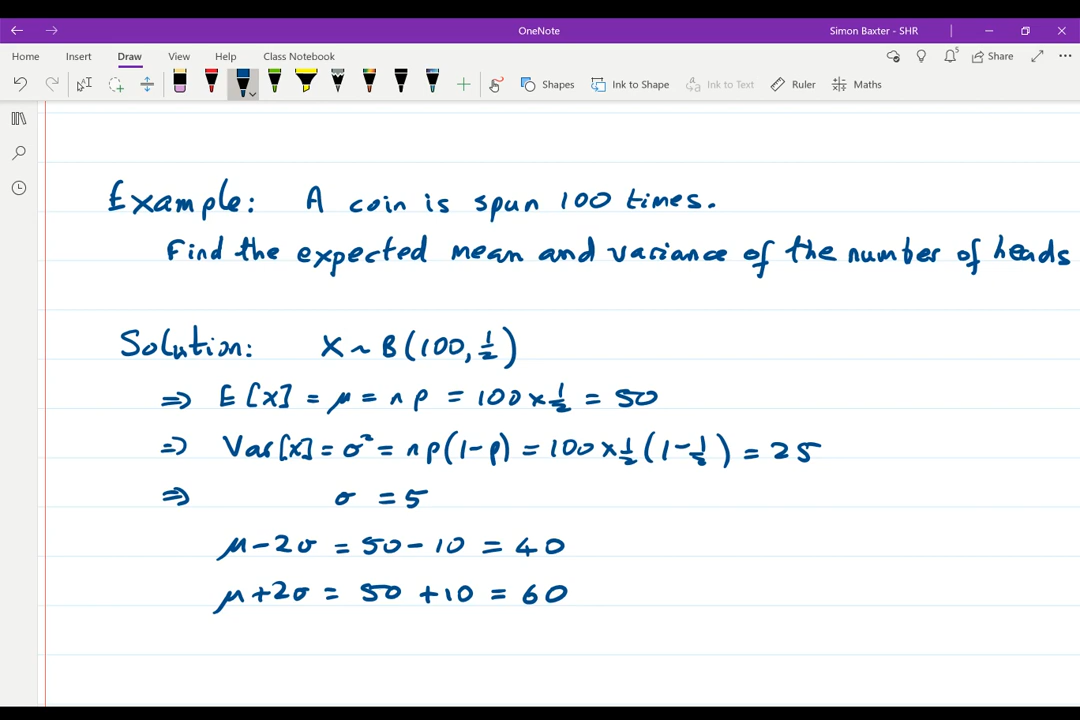 OneNote
Simon Baxter - SHR
Home Insert Draw View Help Class Notebook
5
Share
Shapes Ink to Shape Ink to Text Ruler Maths
Example: A coin is spun 100 times.
Find the expected mean and variance of the number of heads
Solution: X ~ B(100, 1/2)
⇒ E[X] = μ = np = 100 × 1/2 = 50
⇒ Var[X] = σ² = np(1-p) = 100 × 1/2 (1 - 1/2) = 25
⇒ σ = 5
μ - 2σ = 50 - 10 = 40
μ + 2σ = 50 + 10 = 60